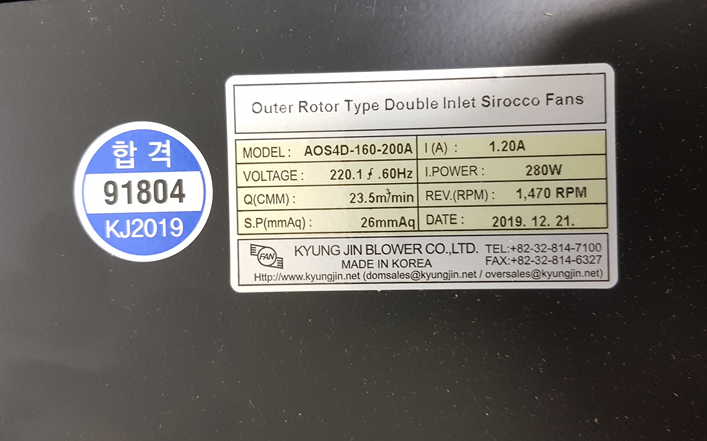 합 격
91804
KJ2019
Outer Rotor Type Double Inlet Sirocco Fans
MODEL : AOS4D-160-200A I (A) : 1.20A
VOLTAGE : 220.1 ∮ .60Hz I.POWER : 280W
Q(CMM) : 23.5m³/min REV.(RPM) : 1,470 RPM
S.P(mmAq) : 26mmAq DATE : 2019. 12. 21.
FAN
KYUNG JIN BLOWER CO.,LTD. TEL:+82-32-814-7100
MADE IN KOREA FAX:+82-32-814-6327
Http://www.kyungjin.net (domsales@kyungjin.net / oversales@kyungjin.net)